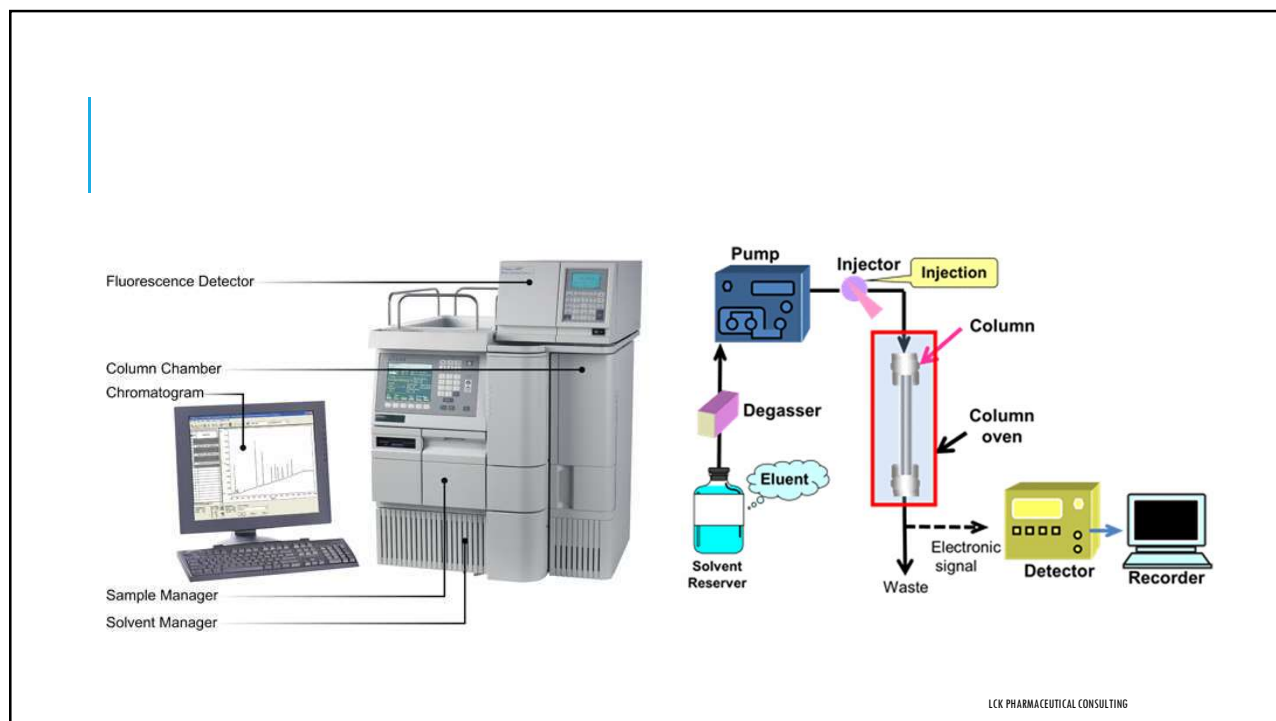 Fluorescence Detector
Column Chamber
Chromatogram
Sample Manager
Solvent Manager
Pump
Injector
Injection
Column
Degasser
Column
oven
Eluent
Solvent
Reserver
Electronic
signal
Waste
Detector
Recorder
LCK PHARMACEUTICAL CONSULTING